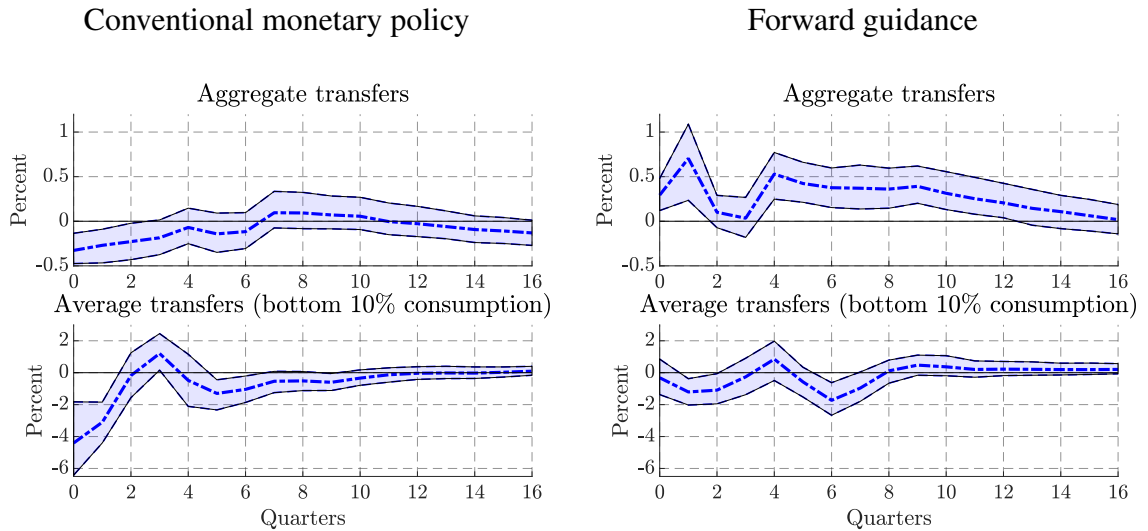 Conventional monetary policy
Forward guidance
Aggregate transfers
Aggregate transfers
Percent
1
0.5
0
-0.5
0 2 4 6 8 10 12 14 16
Percent
1
0.5
0
-0.5
0 2 4 6 8 10 12 14 16
Average transfers (bottom 10% consumption)
Average transfers (bottom 10% consumption)
Percent
2
0
-2
-4
-6
0 2 4 6 8 10 12 14 16
Quarters
Percent
2
0
-2
-4
-6
0 2 4 6 8 10 12 14 16
Quarters